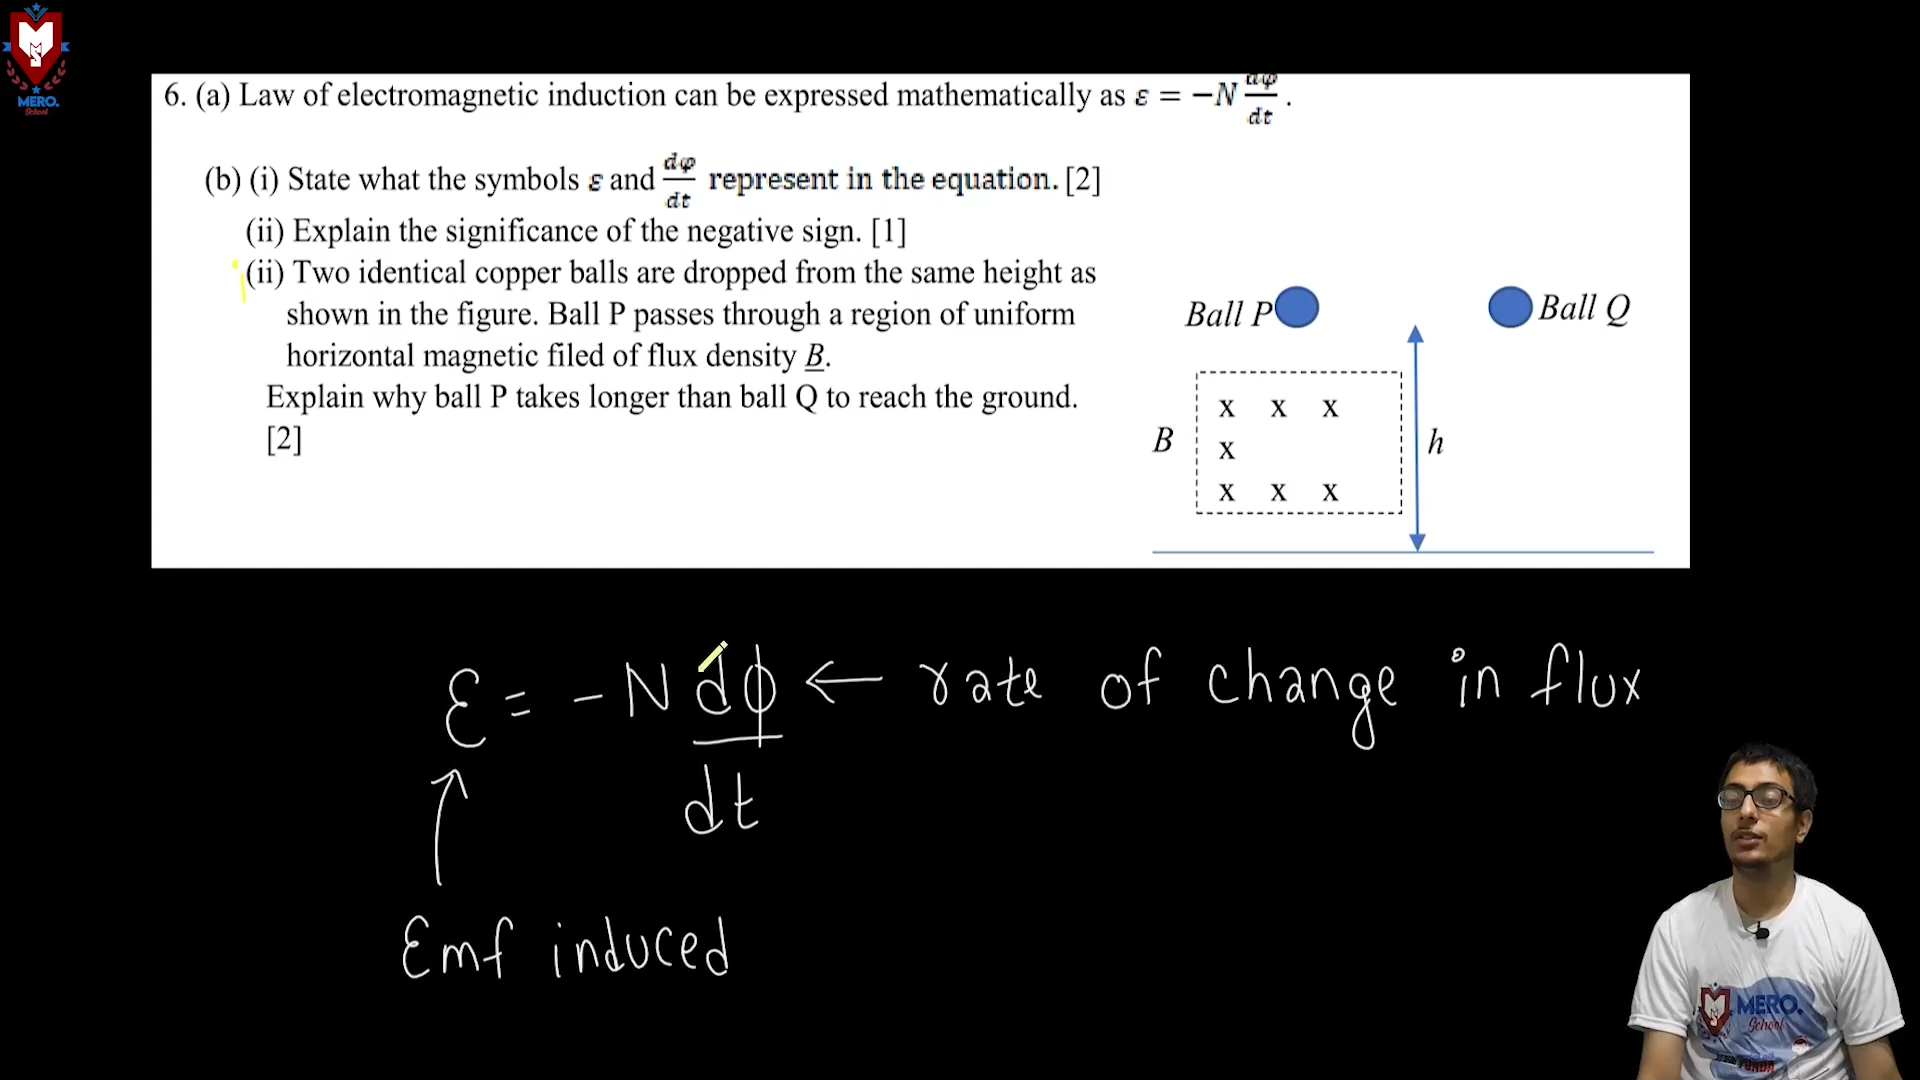 MERO.
School
6. (a) Law of electromagnetic induction can be expressed mathematically as ε = −N dφ/dt .
(b) (i) State what the symbols ε and dφ/dt represent in the equation. [2]
(ii) Explain the significance of the negative sign. [1]
(ii) Two identical copper balls are dropped from the same height as
shown in the figure. Ball P passes through a region of uniform
horizontal magnetic filed of flux density B.
Explain why ball P takes longer than ball Q to reach the ground.
[2]
Ball P
Ball Q
x x x
B
x
h
x x x
ε = − N dϕ/dt ← rate of change in flux
Emf induced
MERO.
School